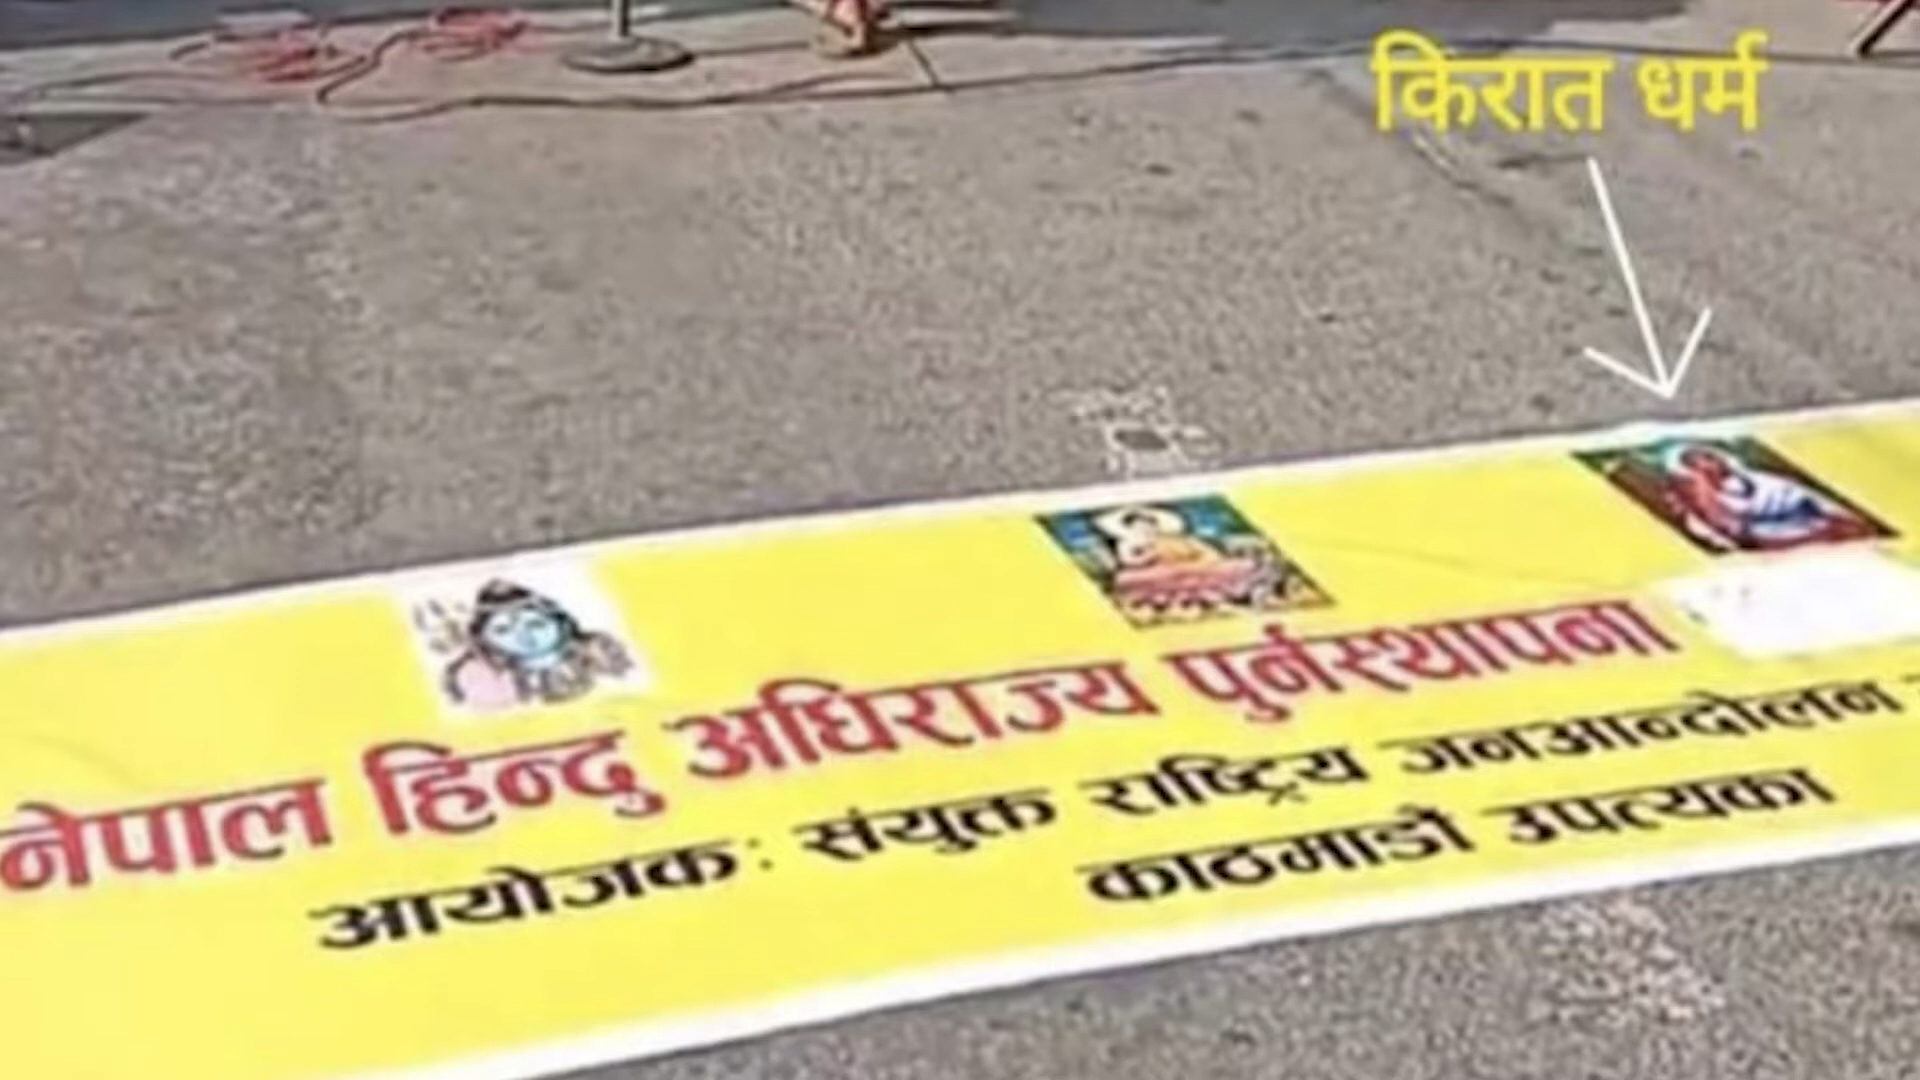 किरात धर्म
नेपाल हिन्दु अधिराज्य पुर्नस्थापना
आयोजक: संयुक्त राष्ट्रिय जनआन्दोलन
काठमाडौं उपत्यका